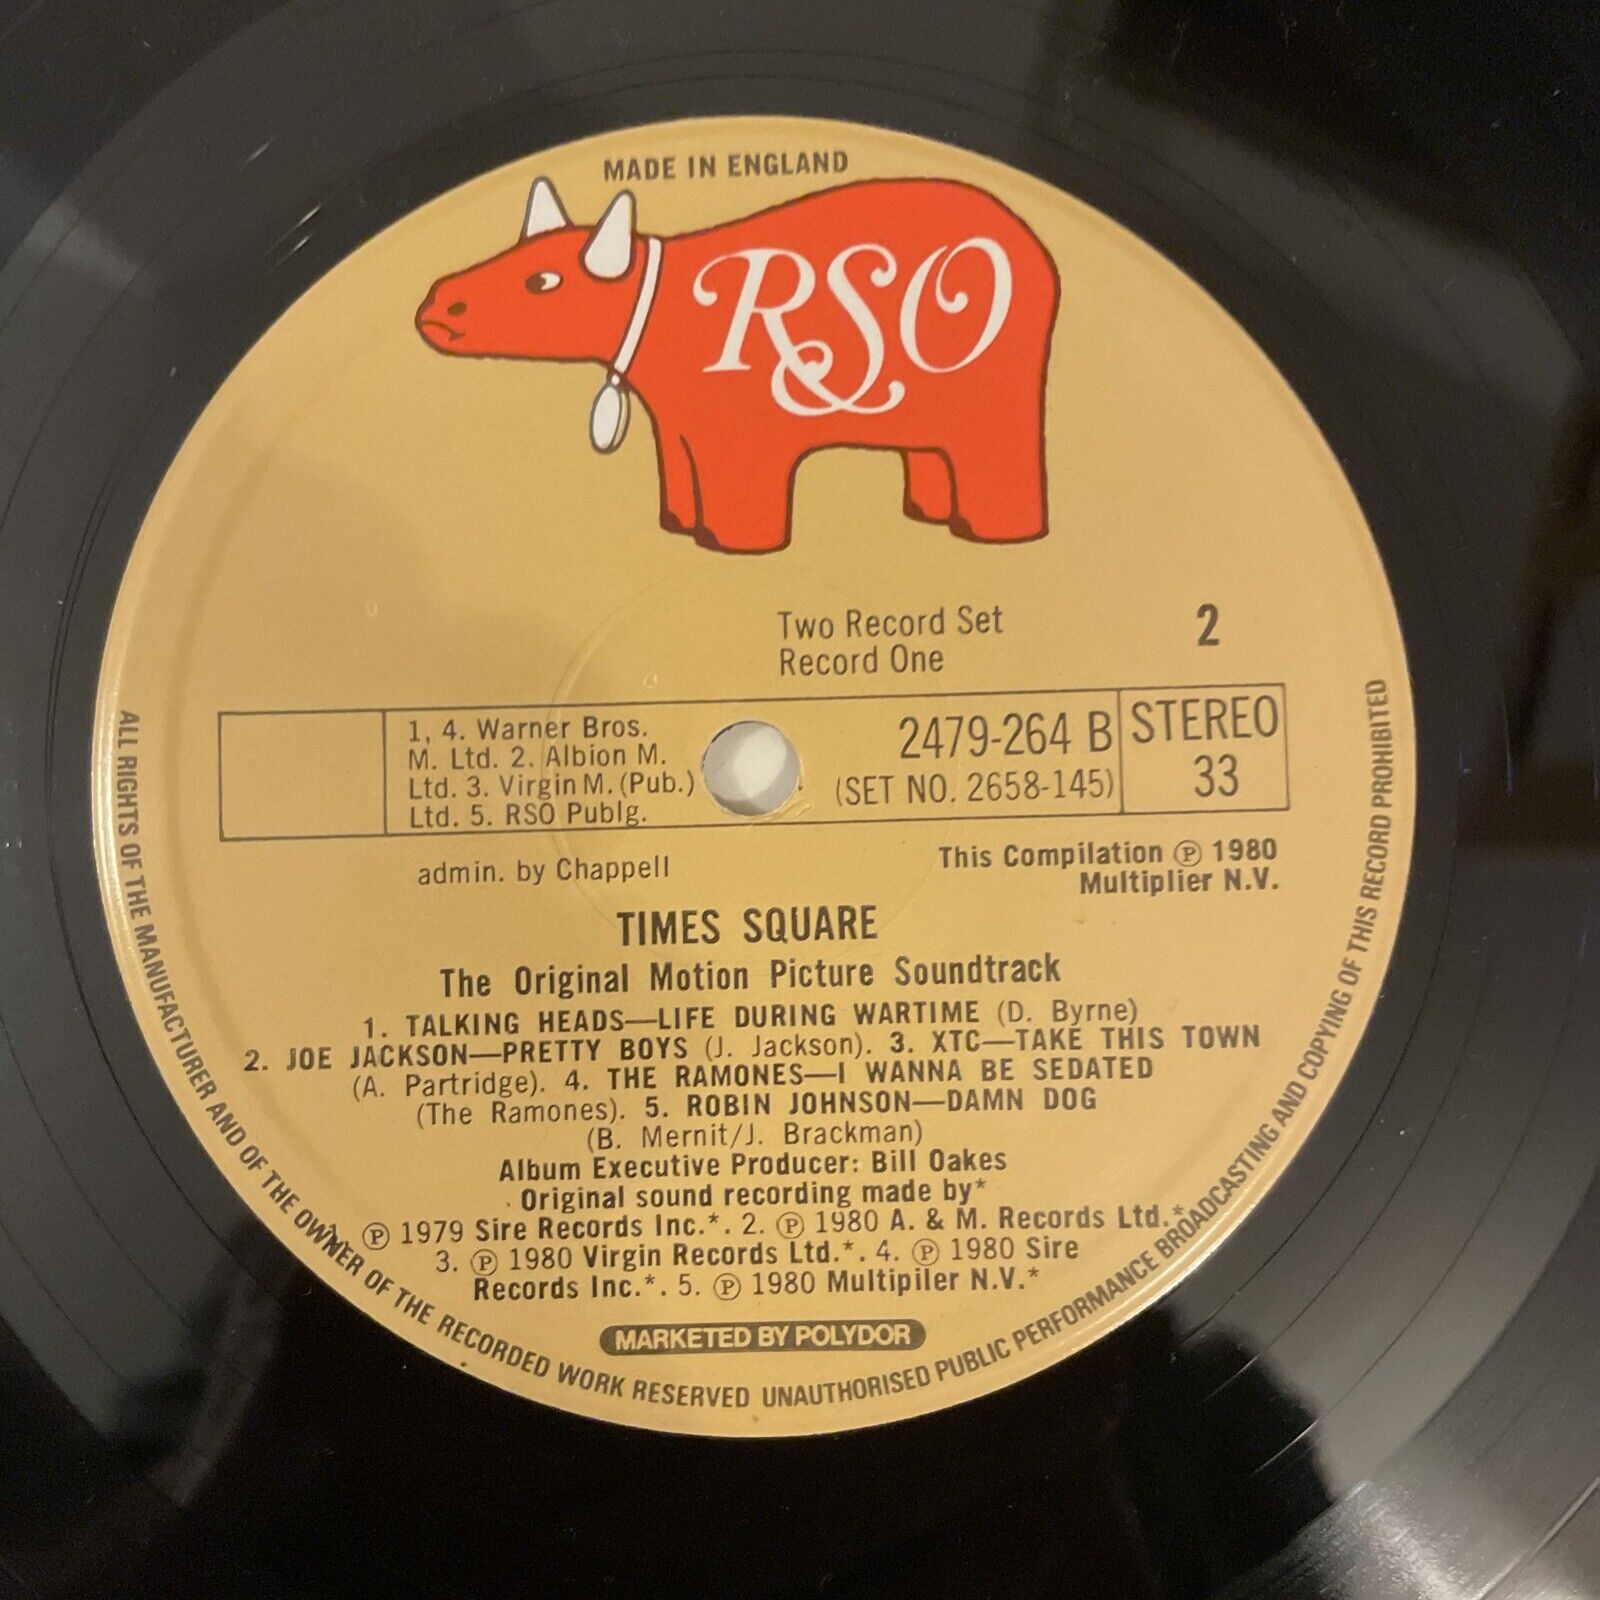 MADE IN ENGLAND
RSO
Two Record Set
Record One
2
1, 4. Warner Bros.
M. Ltd. 2. Albion M.
Ltd. 3. Virgin M. (Pub.)
Ltd. 5. RSO Publg.
admin. by Chappell
2479-264 B
(SET NO. 2658-145)
STEREO
33
This Compilation Ⓟ 1980
Multiplier N.V.
TIMES SQUARE
The Original Motion Picture Soundtrack
1. TALKING HEADS—LIFE DURING WARTIME (D. Byrne)
2. JOE JACKSON—PRETTY BOYS (J. Jackson). 3. XTC—TAKE THIS TOWN
(A. Partridge). 4. THE RAMONES—I WANNA BE SEDATED
(The Ramones). 5. ROBIN JOHNSON—DAMN DOG
(B. Mernit/J. Brackman)
Album Executive Producer: Bill Oakes
Original sound recording made by*
Ⓟ 1979 Sire Records Inc.*. 2. Ⓟ 1980 A. & M. Records Ltd.*
3. Ⓟ 1980 Virgin Records Ltd.*. 4. Ⓟ 1980 Sire
Records Inc.*. 5. Ⓟ 1980 Multipiler N.V.*
MARKETED BY POLYDOR
ALL RIGHTS OF THE MANUFACTURER AND OF THE OWNER OF THE RECORDED WORK RESERVED UNAUTHORISED PUBLIC PERFORMANCE BROADCASTING AND COPYING OF THIS RECORD PROHIBITED